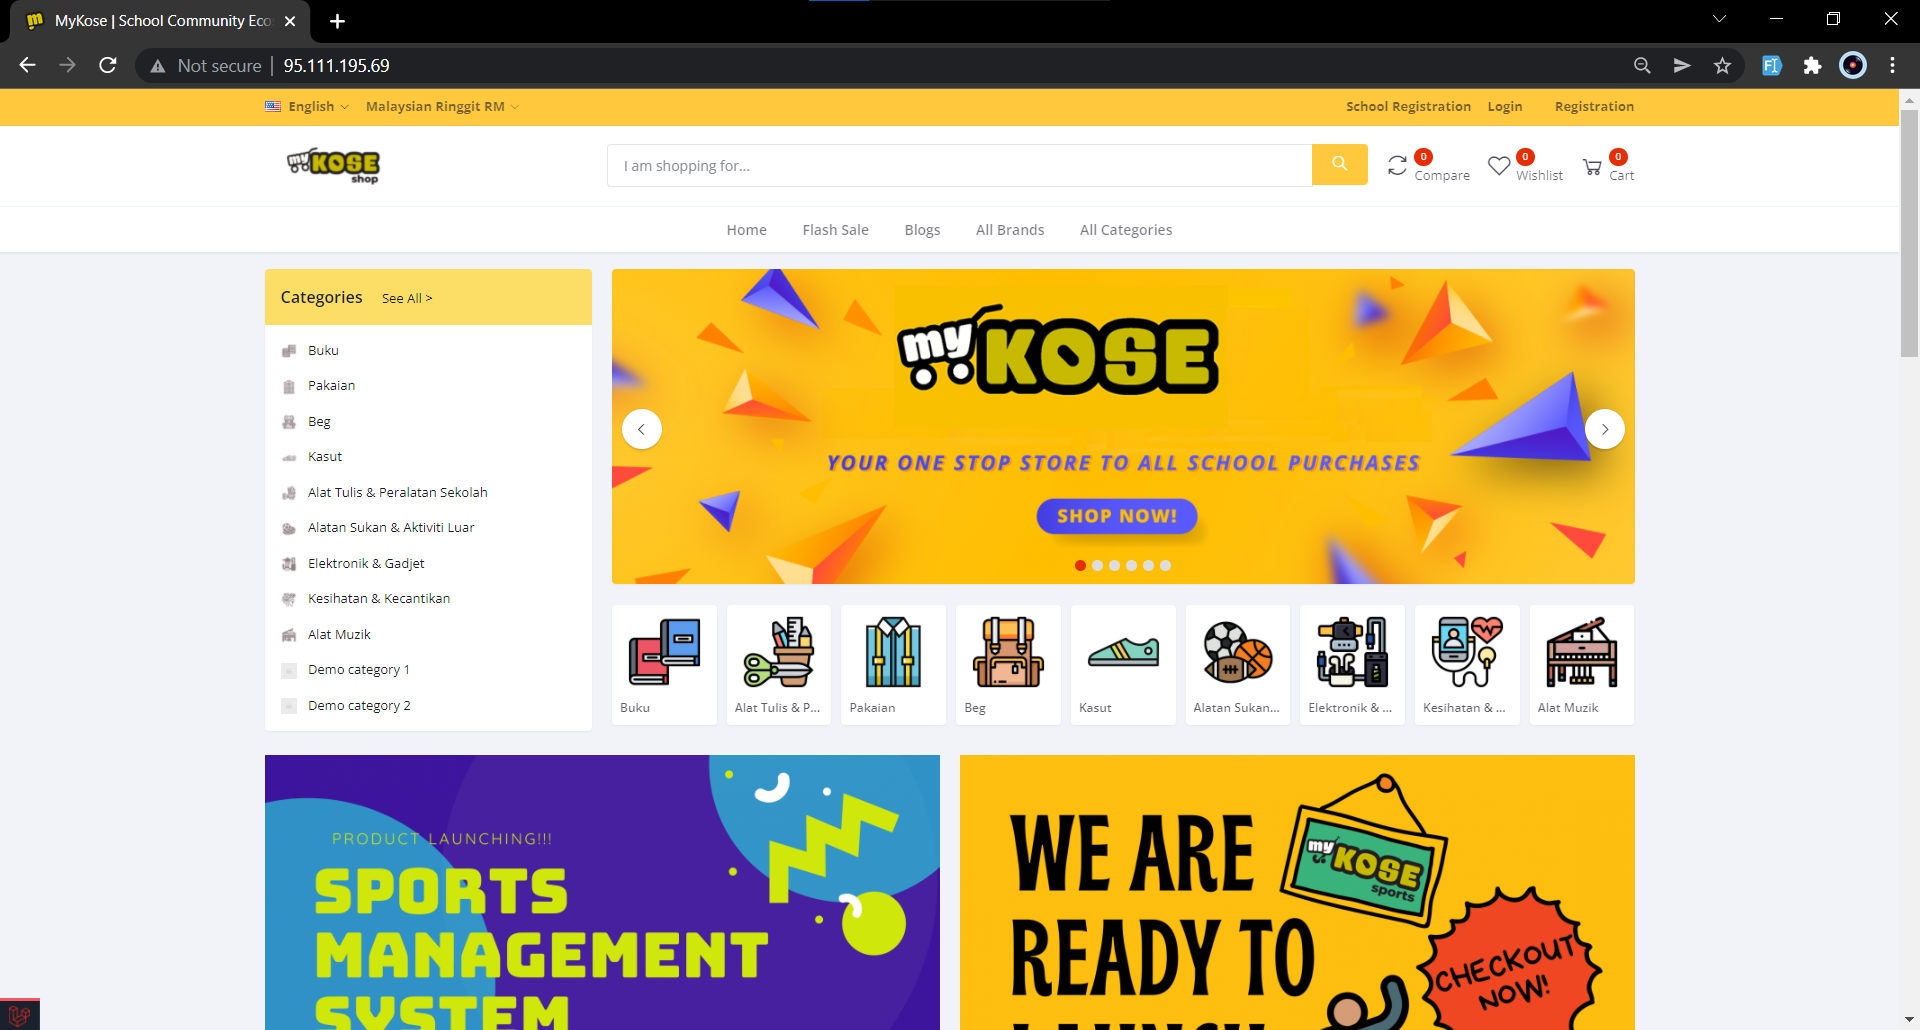 MyKose | School Community Eco
Not secure | 95.111.195.69
English Malaysian Ringgit RM School Registration Login Registration
my KOSE shop
I am shopping for...
0 Compare 0 Wishlist 0 Cart
Home Flash Sale Blogs All Brands All Categories
Categories See All >
Buku
Pakaian
Beg
Kasut
Alat Tulis & Peralatan Sekolah
Alatan Sukan & Aktiviti Luar
Elektronik & Gadjet
Kesihatan & Kecantikan
Alat Muzik
Demo category 1
Demo category 2
my KOSE
YOUR ONE STOP STORE TO ALL SCHOOL PURCHASES
SHOP NOW!
Buku Alat Tulis & P... Pakaian Beg Kasut Alatan Sukan... Elektronik & ... Kesihatan & ... Alat Muzik
PRODUCT LAUNCHING!!!
SPORTS
MANAGEMENT
SYSTEM
WE ARE
READY TO
LAUNCH
my KOSE sports
CHECKOUT
NOW!